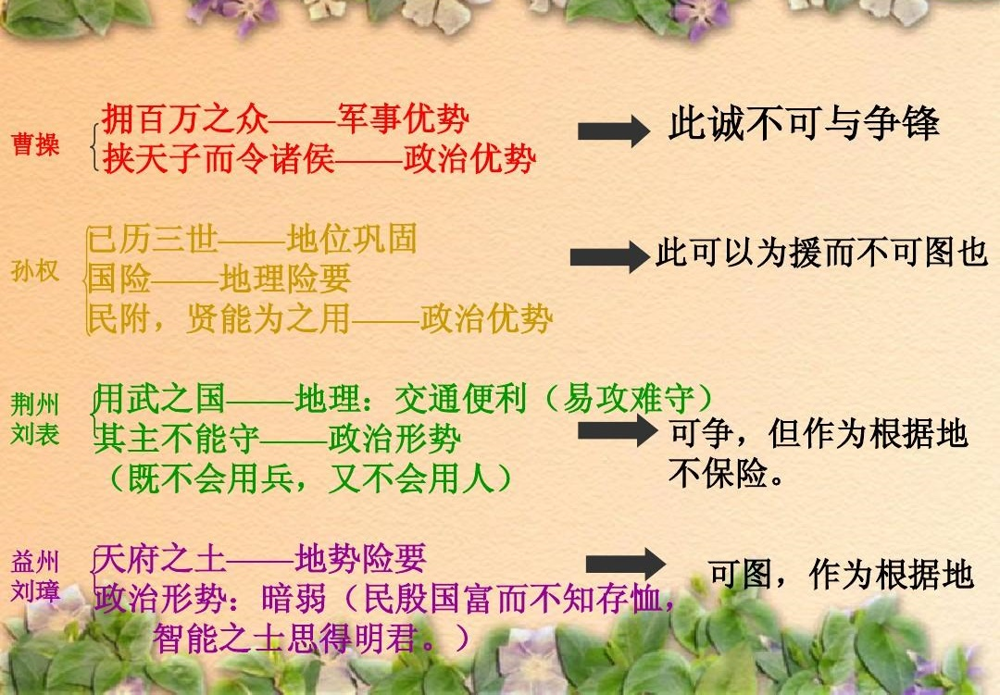 曹操
拥百万之众——军事优势
挟天子而令诸侯——政治优势
此诚不可与争锋
孙权
已历三世——地位巩固
国险——地理险要
民附，贤能为之用——政治优势
此可以为援而不可图也
荆州
刘表
用武之国——地理：交通便利（易攻难守）
其主不能守——政治形势
（既不会用兵，又不会用人）
可争，但作为根据地
不保险。
益州
刘璋
天府之土——地势险要
政治形势：暗弱（民殷国富而不知存恤，
智能之士思得明君。）
可图，作为根据地